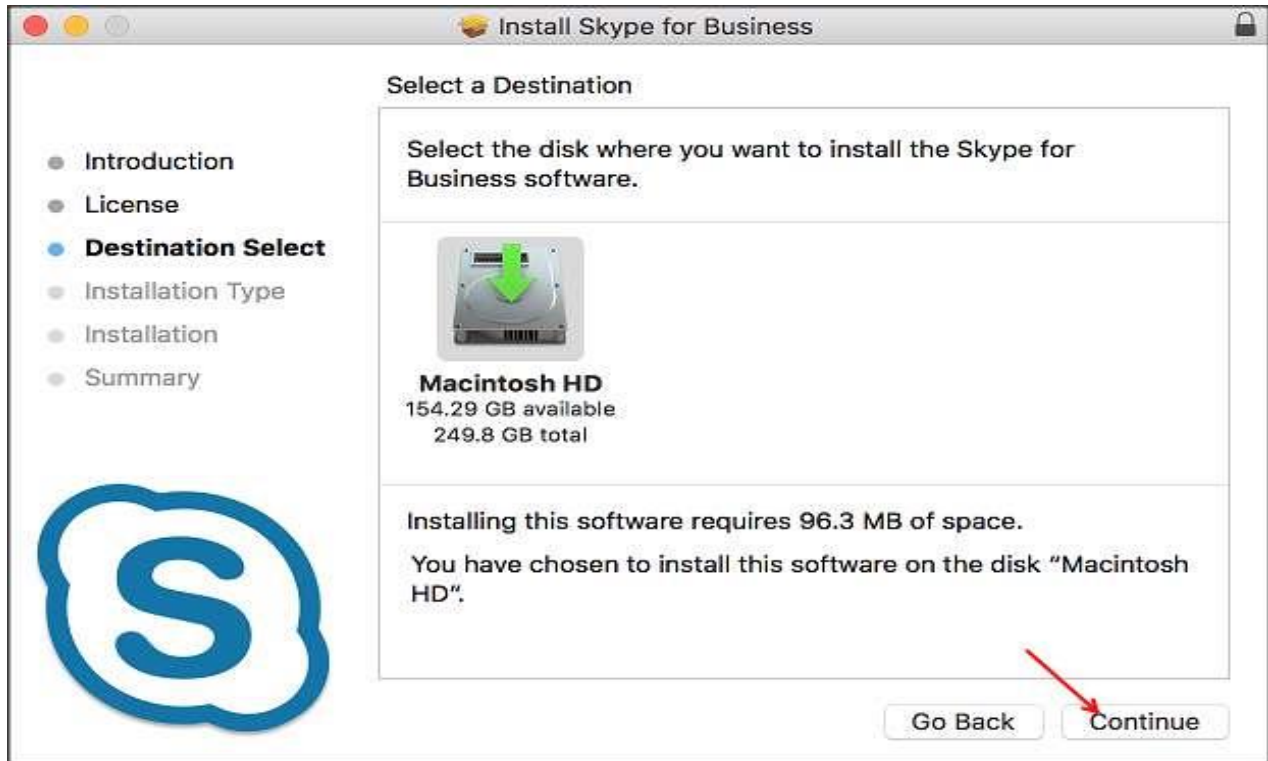 Install Skype for Business
Select a Destination
Introduction
License
Destination Select
Installation Type
Installation
Summary
Select the disk where you want to install the Skype for
Business software.
Macintosh HD
154.29 GB available
249.8 GB total
Installing this software requires 96.3 MB of space.
You have chosen to install this software on the disk “Macintosh
HD”.
S
Go Back
Continue